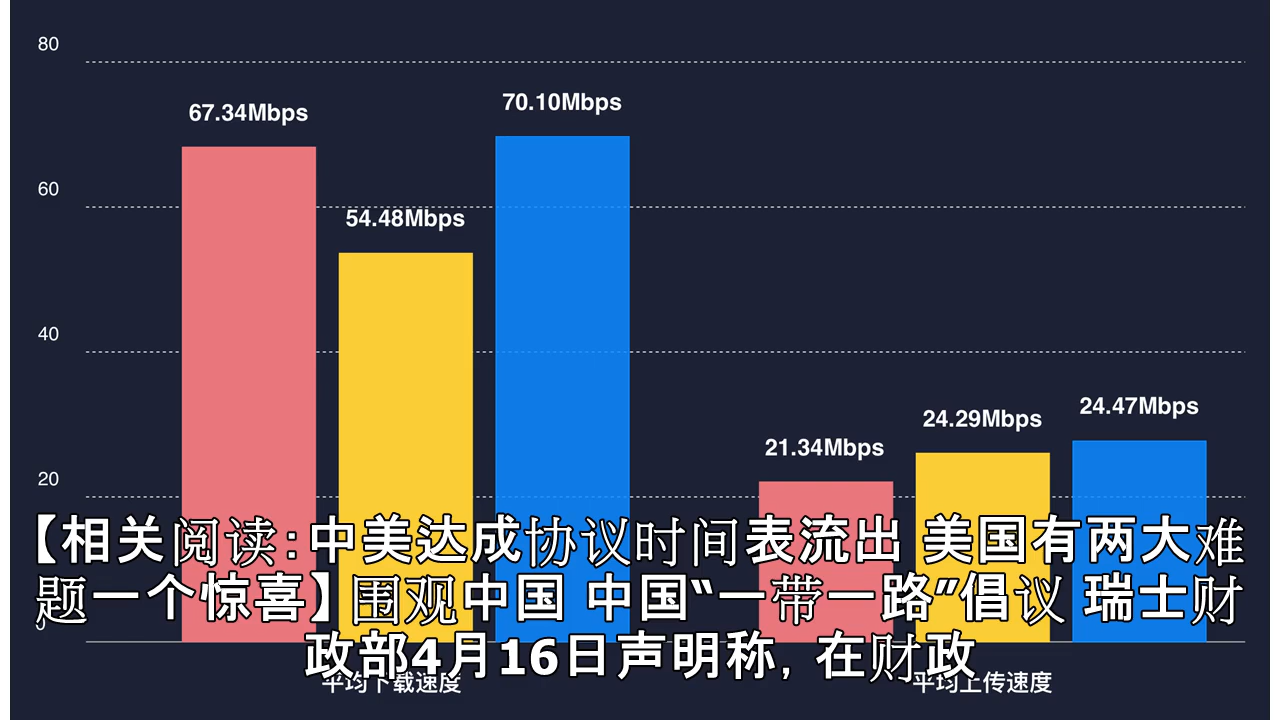 80
67.34Mbps
70.10Mbps
60
54.48Mbps
40
24.47Mbps
24.29Mbps
21.34Mbps
20
【相关阅读:中美达成协议时间表流出 美国有两大难
题一个惊喜】围观中国 中国“一带一路”倡议 瑞士财
政部4月16日声明称, 在财政
平均下载速度
平均上传速度